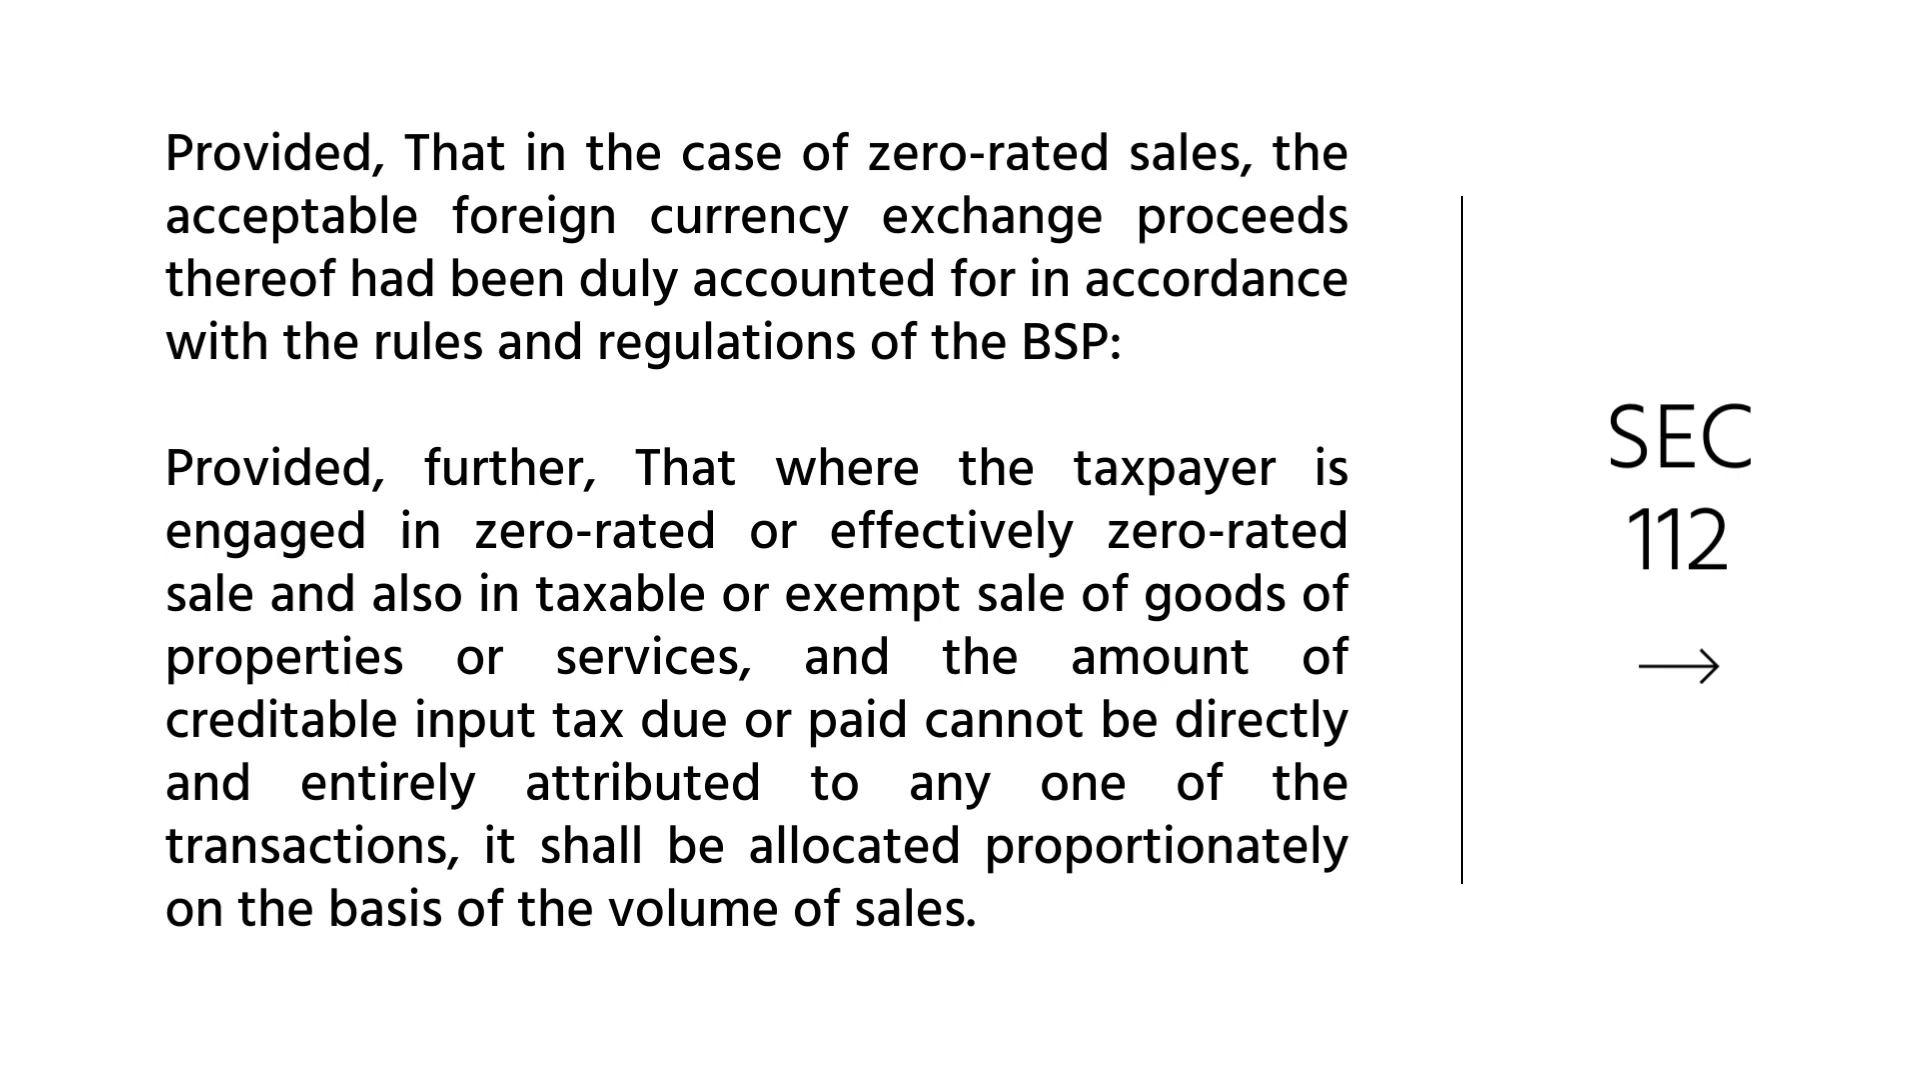 Provided, That in the case of zero-rated sales, the
acceptable foreign currency exchange proceeds
thereof had been duly accounted for in accordance
with the rules and regulations of the BSP:
Provided, further, That where the taxpayer is
engaged in zero-rated or effectively zero-rated
sale and also in taxable or exempt sale of goods of
properties or services, and the amount of
creditable input tax due or paid cannot be directly
and entirely attributed to any one of the
transactions, it shall be allocated proportionately
on the basis of the volume of sales.
SEC
112